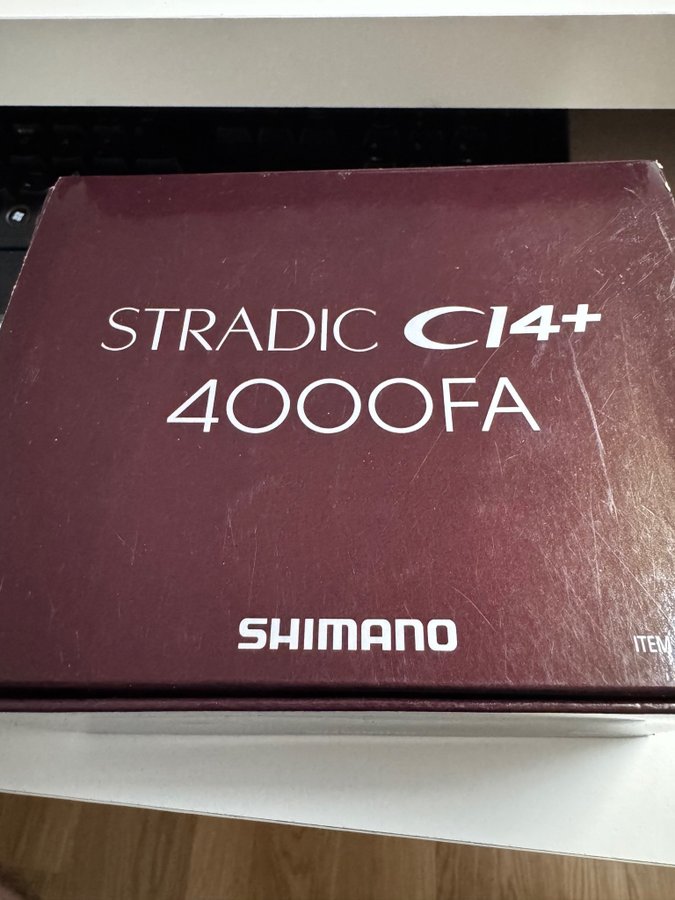 STRADIC CI4+
4000FA
SHIMANO
ITEM